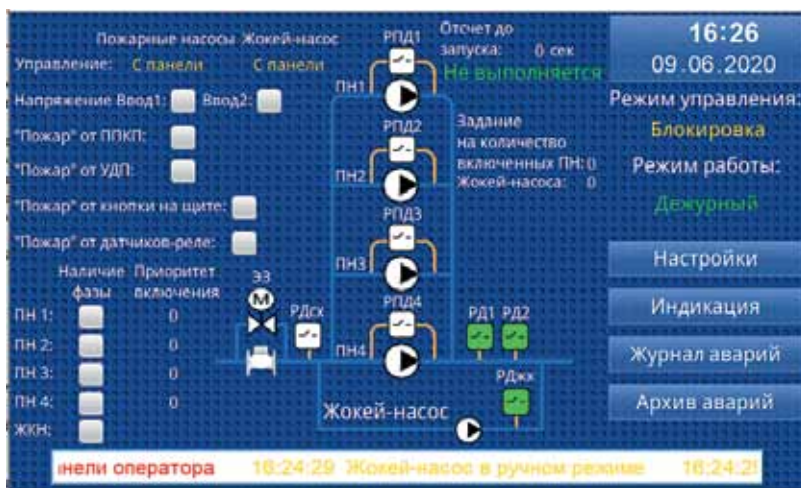 Пожарные насосы Жокей-насос
Управление: С панели С панели
Напряжение Ввод1: Ввод2:
"Пожар" от ППКП:
"Пожар" от УДП:
"Пожар" от кнопки на щите:
"Пожар" от датчиков-реле:
Наличие фазы Приоритет включения
ПН 1: 0
ПН 2: 0
ПН 3: 0
ПН 4: 0
ЖКН:
ЭЗ
РДсх
РПД1
ПН1
РПД2
ПН2
РПД3
ПН3
РПД4
ПН4
Отсчет до
запуска: 0 сек
Не выполняется
Задание
на количество
включенных ПН: 0
Жокей-насоса: 0
РД1 РД2
РДжк
Жокей-насос
16:26
09.06.2020
Режим управления:
Блокировка
Режим работы:
Дежурный
Настройки
Индикация
Журнал аварий
Архив аварий
нели оператора 16:24:29 Жокей-насос в ручном режиме 16:24:2